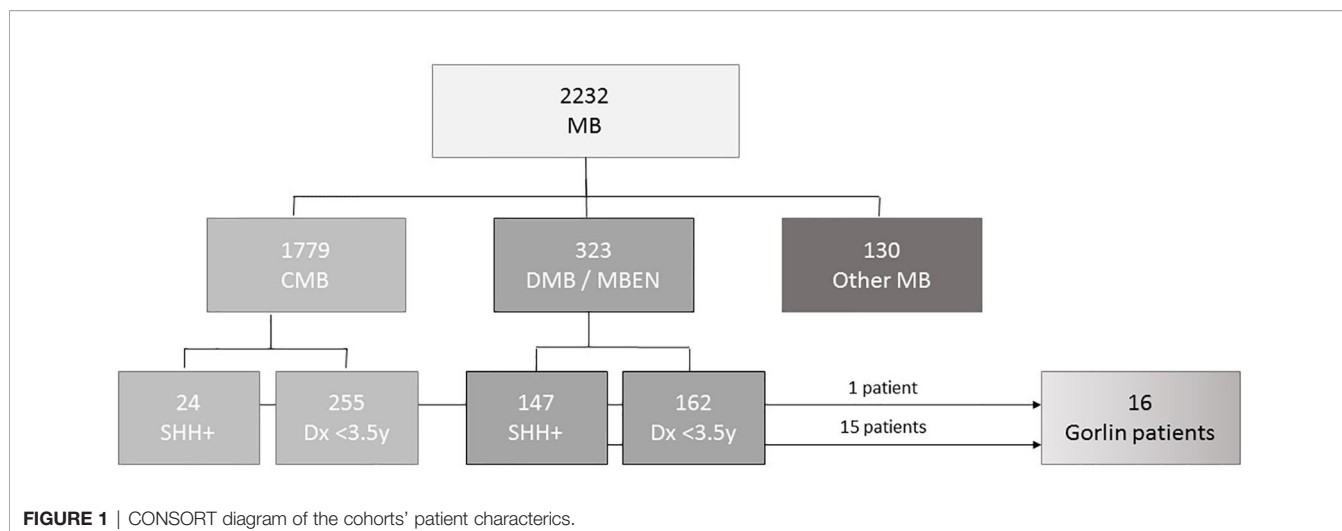 2232
MB
1779
CMB
323
DMB / MBEN
130
Other MB
24
SHH+
255
Dx <3.5y
147
SHH+
162
Dx <3.5y
1 patient
15 patients
16
Gorlin patients
FIGURE 1 | CONSORT diagram of the cohorts’ patient characterics.